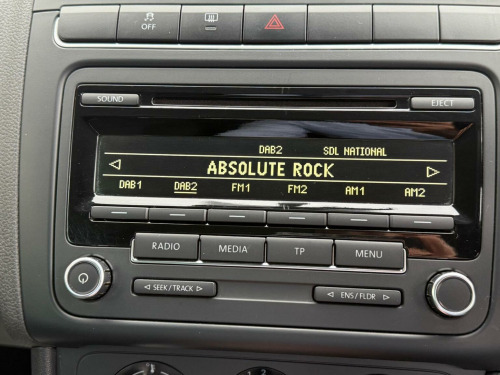 OFF
SOUND
EJECT
DAB2 SDL NATIONAL
ABSOLUTE ROCK
DAB1 DAB2 FM1 FM2 AM1 AM2
RADIO MEDIA TP MENU
SEEK/TRACK ENS/FLDR